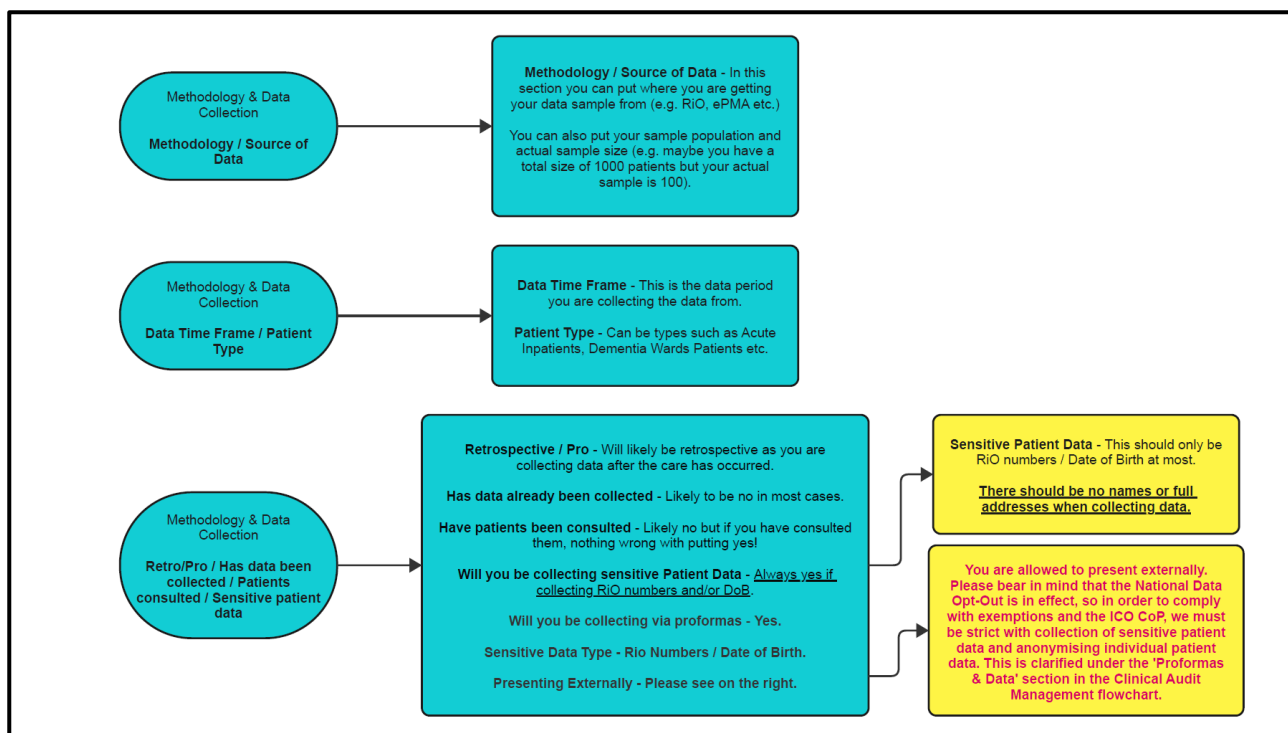 Methodology & Data
Collection
Methodology / Source of
Data
Methodology / Source of Data - In this
section you can put where you are getting
your data sample from (e.g. RiO, ePMA etc.)
You can also put your sample population and
actual sample size (e.g. maybe you have a
total size of 1000 patients but your actual
sample is 100).
Methodology & Data
Collection
Data Time Frame / Patient
Type
Data Time Frame - This is the data period
you are collecting the data from.
Patient Type - Can be types such as Acute
Inpatients, Dementia Wards Patients etc.
Methodology & Data
Collection
Retro/Pro / Has data been
collected / Patients
consulted / Sensitive patient
data
Retrospective / Pro - Will likely be retrospective as you are
collecting data after the care has occurred.
Has data already been collected - Likely to be no in most cases.
Have patients been consulted - Likely no but if you have consulted
them, nothing wrong with putting yes!
Will you be collecting sensitive Patient Data - Always yes if
collecting RiO numbers and/or DoB.
Will you be collecting via proformas - Yes.
Sensitive Data Type - Rio Numbers / Date of Birth.
Presenting Externally - Please see on the right.
Sensitive Patient Data - This should only be
RiO numbers / Date of Birth at most.
There should be no names or full
addresses when collecting data.
You are allowed to present externally.
Please bear in mind that the National Data
Opt-Out is in effect, so in order to comply
with exemptions and the ICO CoP, we must
be strict with collection of sensitive patient
data and anonymising individual patient
data. This is clarified under the 'Proformas
& Data' section in the Clinical Audit
Management flowchart.